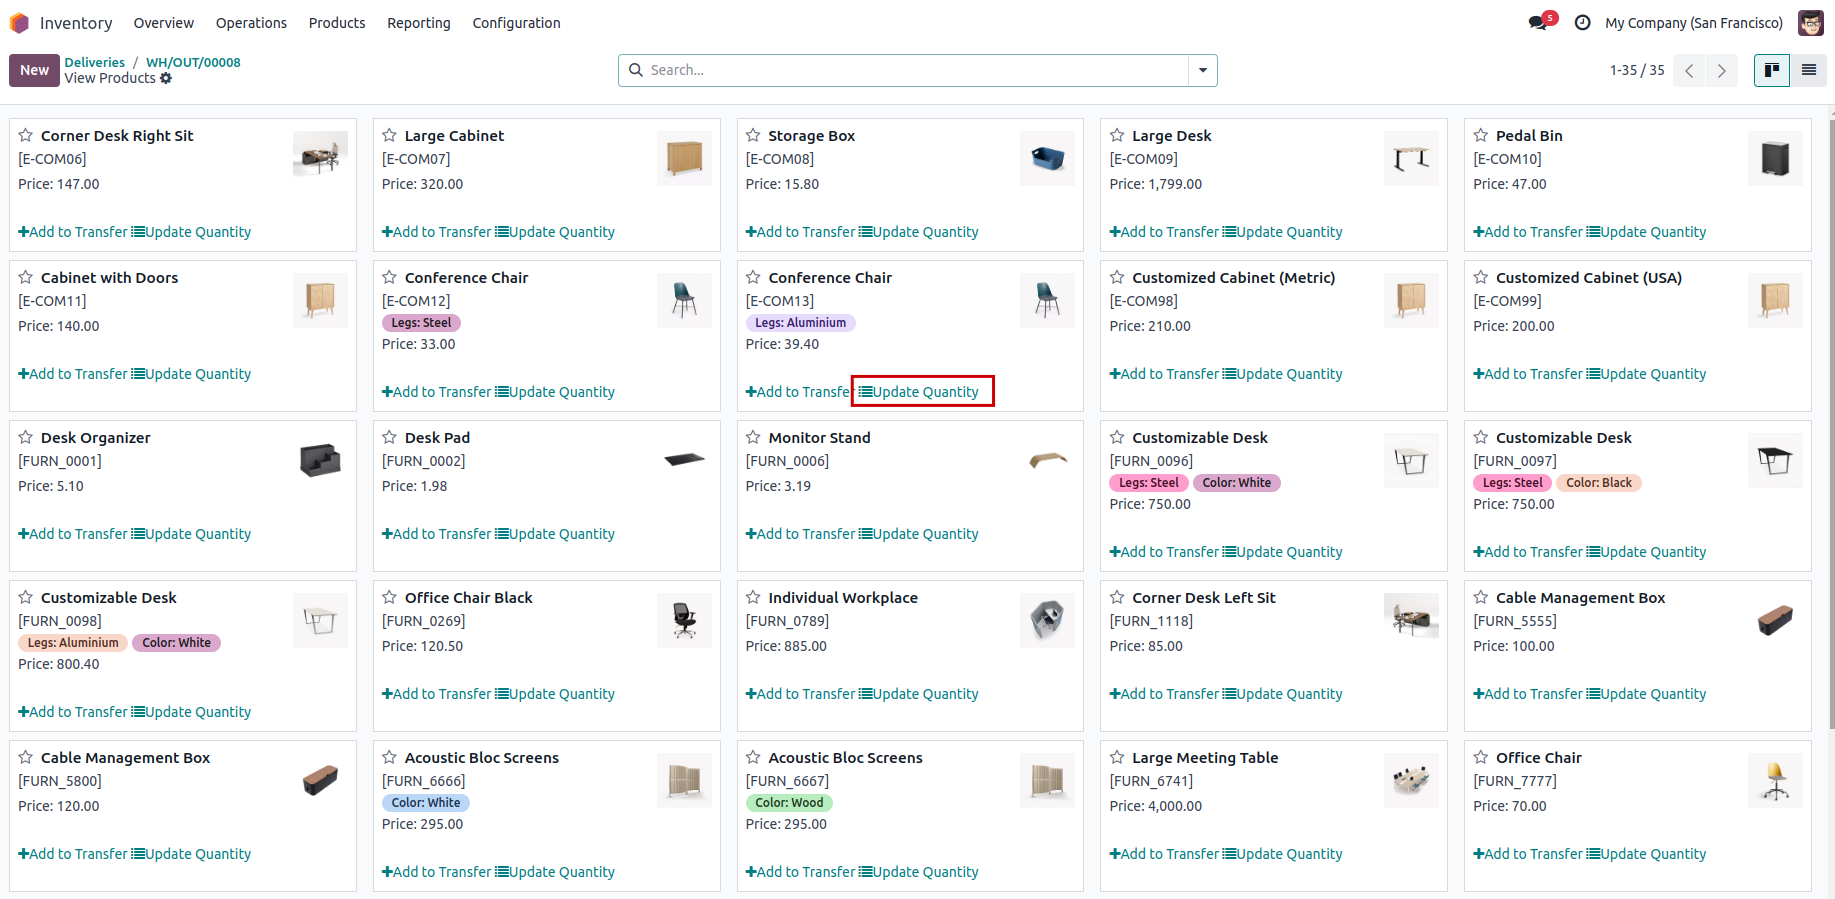 Inventory Overview Operations Products Reporting Configuration 5 My Company (San Francisco)
New Deliveries / WH/OUT/00008
View Products
Search...
1-35 / 35
Corner Desk Right Sit
[E-COM06]
Price: 147.00
Add to Transfer Update Quantity
Large Cabinet
[E-COM07]
Price: 320.00
Add to Transfer Update Quantity
Storage Box
[E-COM08]
Price: 15.80
Add to Transfer Update Quantity
Large Desk
[E-COM09]
Price: 1,799.00
Add to Transfer Update Quantity
Pedal Bin
[E-COM10]
Price: 47.00
Add to Transfer Update Quantity
Cabinet with Doors
[E-COM11]
Price: 140.00
Add to Transfer Update Quantity
Conference Chair
[E-COM12]
Legs: Steel
Price: 33.00
Add to Transfer Update Quantity
Conference Chair
[E-COM13]
Legs: Aluminium
Price: 39.40
Add to Transfer Update Quantity
Customized Cabinet (Metric)
[E-COM98]
Price: 210.00
Add to Transfer Update Quantity
Customized Cabinet (USA)
[E-COM99]
Price: 200.00
Add to Transfer Update Quantity
Desk Organizer
[FURN_0001]
Price: 5.10
Add to Transfer Update Quantity
Desk Pad
[FURN_0002]
Price: 1.98
Add to Transfer Update Quantity
Monitor Stand
[FURN_0006]
Price: 3.19
Add to Transfer Update Quantity
Customizable Desk
[FURN_0096]
Legs: Steel Color: White
Price: 750.00
Add to Transfer Update Quantity
Customizable Desk
[FURN_0097]
Legs: Steel Color: Black
Price: 750.00
Add to Transfer Update Quantity
Customizable Desk
[FURN_0098]
Legs: Aluminium Color: White
Price: 800.40
Add to Transfer Update Quantity
Office Chair Black
[FURN_0269]
Price: 120.50
Add to Transfer Update Quantity
Individual Workplace
[FURN_0789]
Price: 885.00
Add to Transfer Update Quantity
Corner Desk Left Sit
[FURN_1118]
Price: 85.00
Add to Transfer Update Quantity
Cable Management Box
[FURN_5555]
Price: 100.00
Add to Transfer Update Quantity
Cable Management Box
[FURN_5800]
Price: 120.00
Add to Transfer Update Quantity
Acoustic Bloc Screens
[FURN_6666]
Color: White
Price: 295.00
Add to Transfer Update Quantity
Acoustic Bloc Screens
[FURN_6667]
Color: Wood
Price: 295.00
Add to Transfer Update Quantity
Large Meeting Table
[FURN_6741]
Price: 4,000.00
Add to Transfer Update Quantity
Office Chair
[FURN_7777]
Price: 70.00
Add to Transfer Update Quantity